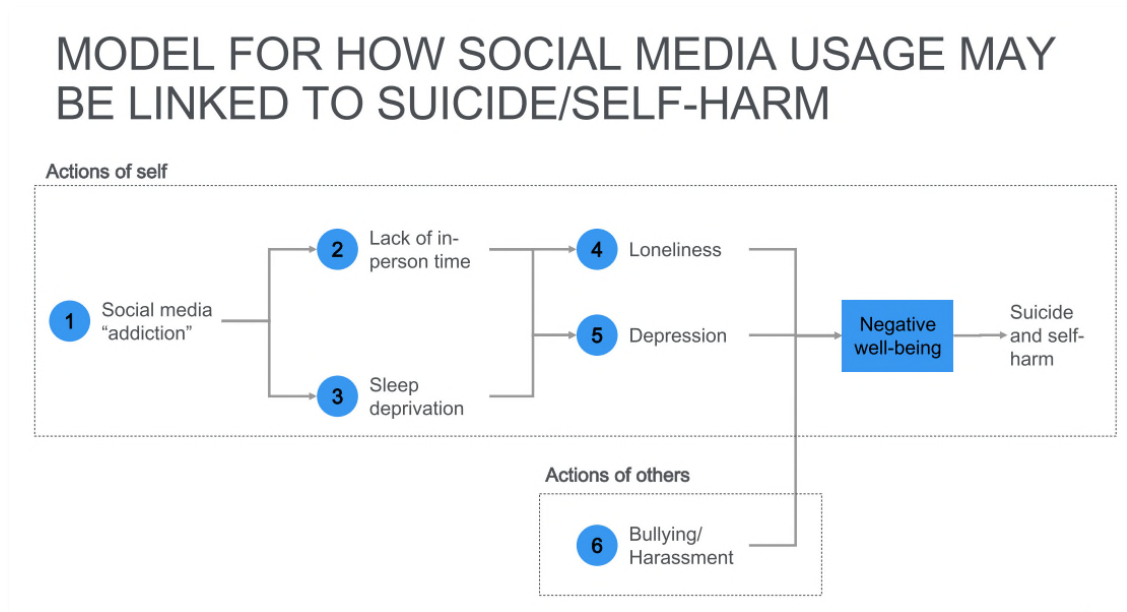 MODEL FOR HOW SOCIAL MEDIA USAGE MAY
BE LINKED TO SUICIDE/SELF-HARM
Actions of self
1
Social media
“addiction”
2
Lack of in-
person time
3
Sleep
deprivation
4
Loneliness
5
Depression
Negative
well-being
Suicide
and self-
harm
Actions of others
6
Bullying/
Harassment